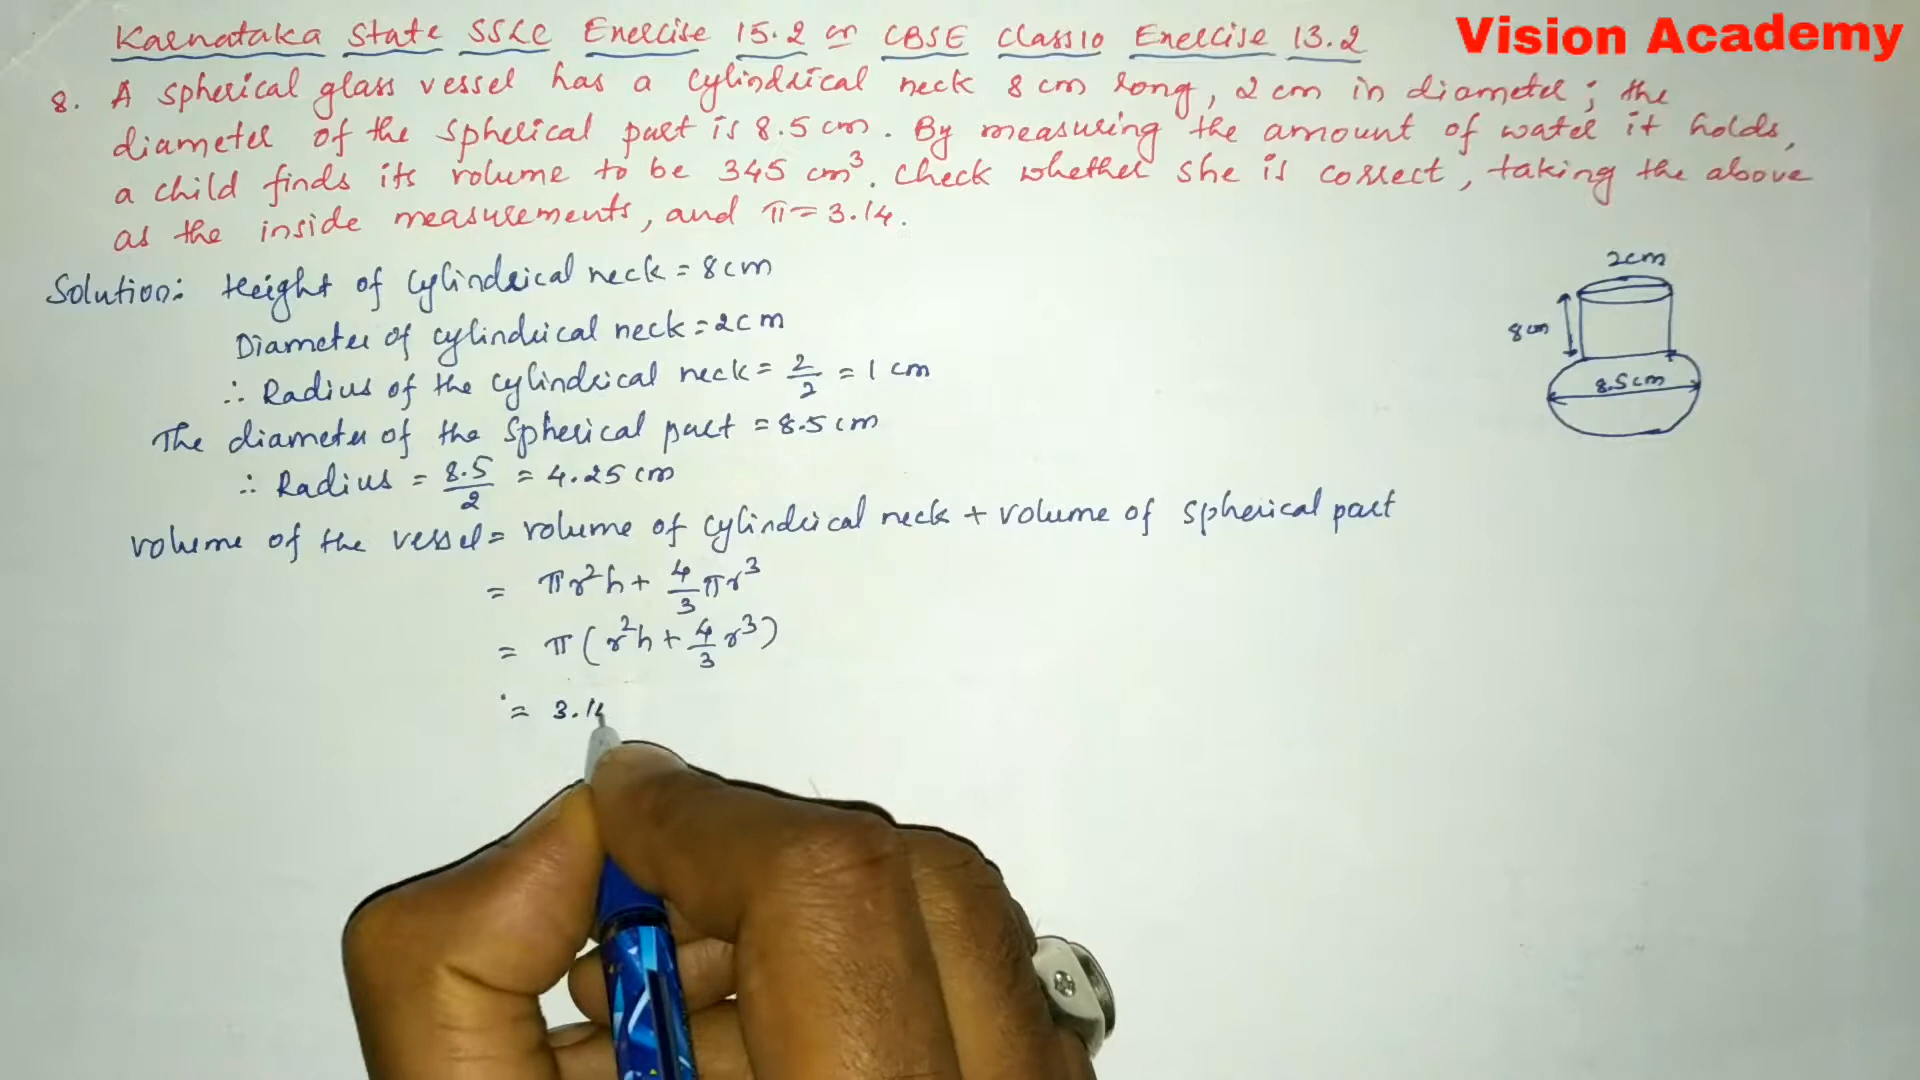 Karnataka State SSLC Exercise 15.2 or CBSE Class10 Exercise 13.2
Vision Academy
8. A spherical glass vessel has a cylindrical neck 8 cm long, 2 cm in diameter; the
diameter of the spherical part is 8.5 cm. By measuring the amount of water it holds,
a child finds its volume to be 345 cm³. Check whether she is correct, taking the above
as the inside measurements, and π = 3.14.
Solution: Height of cylindrical neck = 8cm
Diameter of cylindrical neck = 2cm
∴ Radius of the cylindrical neck = 2/2 = 1 cm
The diameter of the spherical part = 8.5cm
∴ Radius = 8.5/2 = 4.25 cm
volume of the vessel = volume of cylindrical neck + volume of spherical part
= πr²h + 4/3 πr³
= π(r²h + 4/3 r³)
= 3.14
2cm
8cm
8.5cm